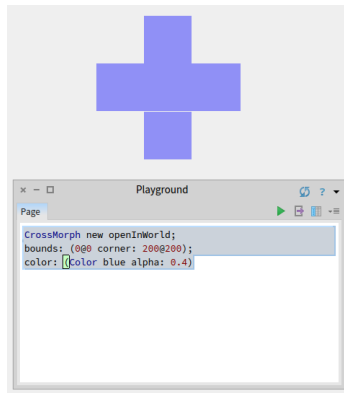 Playground
?
Page
CrossMorph new openInWorld;
bounds: (0@0 corner: 200@200);
color: (Color blue alpha: 0.4)